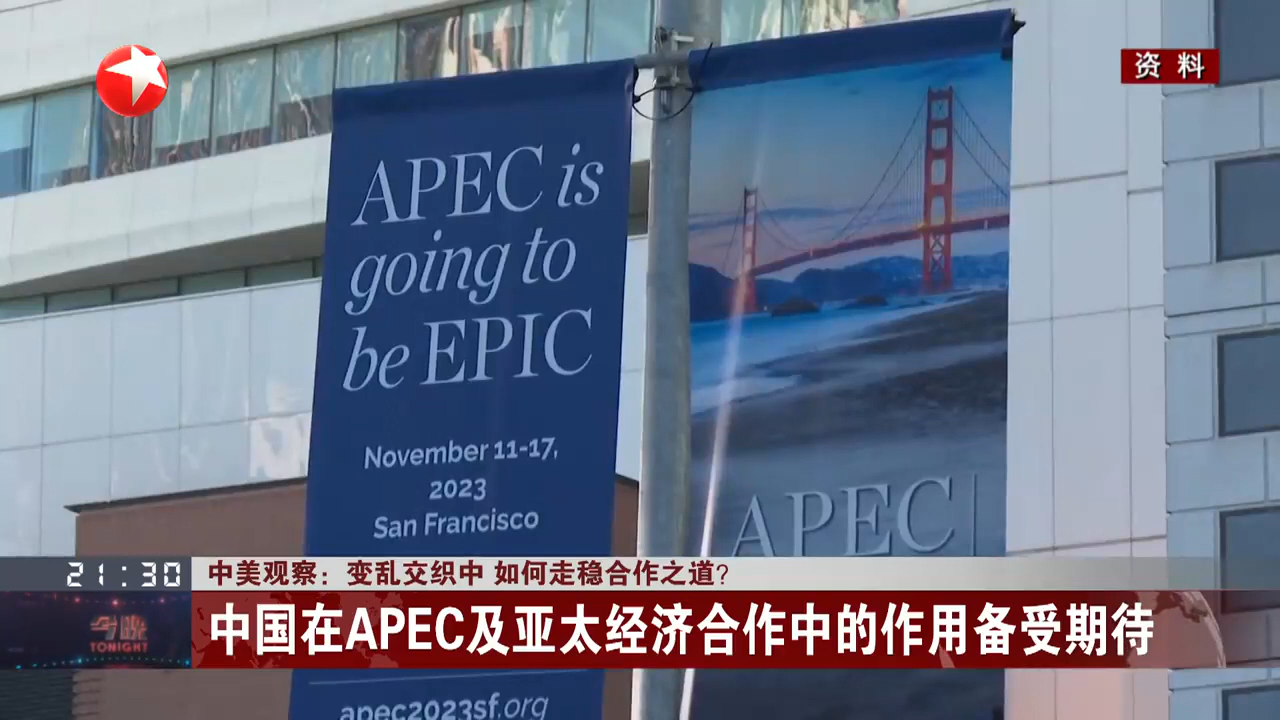 资料
APEC is
going to
be EPIC
November 11-17,
2023
San Francisco
APEC
21:30
中美观察：变乱交织中 如何走稳合作之道？
今晚
TONIGHT
中国在APEC及亚太经济合作中的作用备受期待
apec2023sf.org